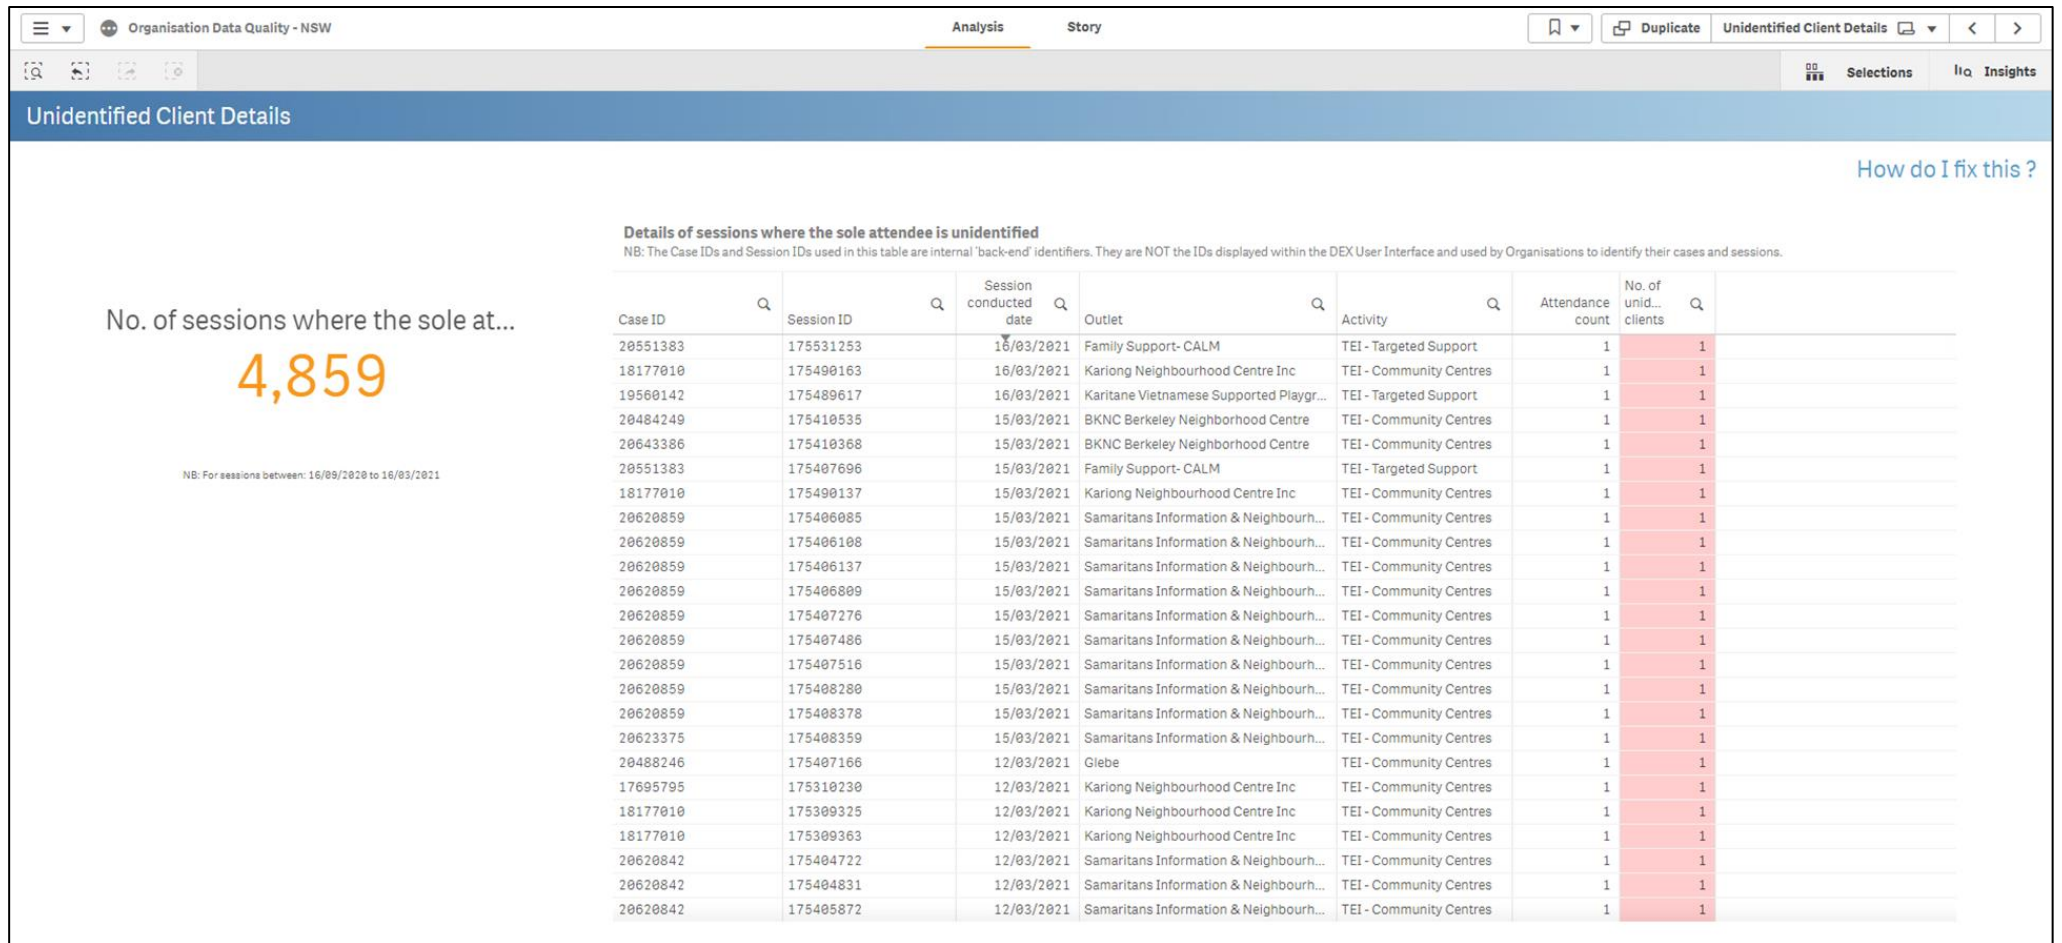 Organisation Data Quality - NSW
Analysis
Story
Duplicate
Unidentified Client Details
Selections
Insights
Unidentified Client Details
How do I fix this ?
No. of sessions where the sole at...
4,859
NB: For sessions between: 16/09/2020 to 16/03/2021
Details of sessions where the sole attendee is unidentified
NB: The Case IDs and Session IDs used in this table are internal 'back-end' identifiers. They are NOT the IDs displayed within the DEX User Interface and used by Organisations to identify their cases and sessions.
Case ID Session ID Session conducted date Outlet Activity Attendance count No. of unid... clients
20551383 175531253 16/03/2021 Family Support- CALM TEI - Targeted Support 1 1
18177010 175490163 16/03/2021 Kariong Neighbourhood Centre Inc TEI - Community Centres 1 1
19560142 175489617 16/03/2021 Karitane Vietnamese Supported Playgr... TEI - Targeted Support 1 1
20484249 175410535 15/03/2021 BKNC Berkeley Neighborhood Centre TEI - Community Centres 1 1
20643386 175410368 15/03/2021 BKNC Berkeley Neighborhood Centre TEI - Community Centres 1 1
20551383 175407696 15/03/2021 Family Support- CALM TEI - Targeted Support 1 1
18177010 175490137 15/03/2021 Kariong Neighbourhood Centre Inc TEI - Community Centres 1 1
20620859 175406085 15/03/2021 Samaritans Information & Neighbourh... TEI - Community Centres 1 1
20620859 175406108 15/03/2021 Samaritans Information & Neighbourh... TEI - Community Centres 1 1
20620859 175406137 15/03/2021 Samaritans Information & Neighbourh... TEI - Community Centres 1 1
20620859 175406809 15/03/2021 Samaritans Information & Neighbourh... TEI - Community Centres 1 1
20620859 175407276 15/03/2021 Samaritans Information & Neighbourh... TEI - Community Centres 1 1
20620859 175407486 15/03/2021 Samaritans Information & Neighbourh... TEI - Community Centres 1 1
20620859 175407516 15/03/2021 Samaritans Information & Neighbourh... TEI - Community Centres 1 1
20620859 175408280 15/03/2021 Samaritans Information & Neighbourh... TEI - Community Centres 1 1
20620859 175408378 15/03/2021 Samaritans Information & Neighbourh... TEI - Community Centres 1 1
20623375 175408359 15/03/2021 Samaritans Information & Neighbourh... TEI - Community Centres 1 1
20488246 175407166 12/03/2021 Glebe TEI - Community Centres 1 1
17695795 175310230 12/03/2021 Kariong Neighbourhood Centre Inc TEI - Community Centres 1 1
18177010 175309325 12/03/2021 Kariong Neighbourhood Centre Inc TEI - Community Centres 1 1
18177010 175309363 12/03/2021 Kariong Neighbourhood Centre Inc TEI - Community Centres 1 1
20620842 175404722 12/03/2021 Samaritans Information & Neighbourh... TEI - Community Centres 1 1
20620842 175404831 12/03/2021 Samaritans Information & Neighbourh... TEI - Community Centres 1 1
20620842 175405872 12/03/2021 Samaritans Information & Neighbourh... TEI - Community Centres 1 1